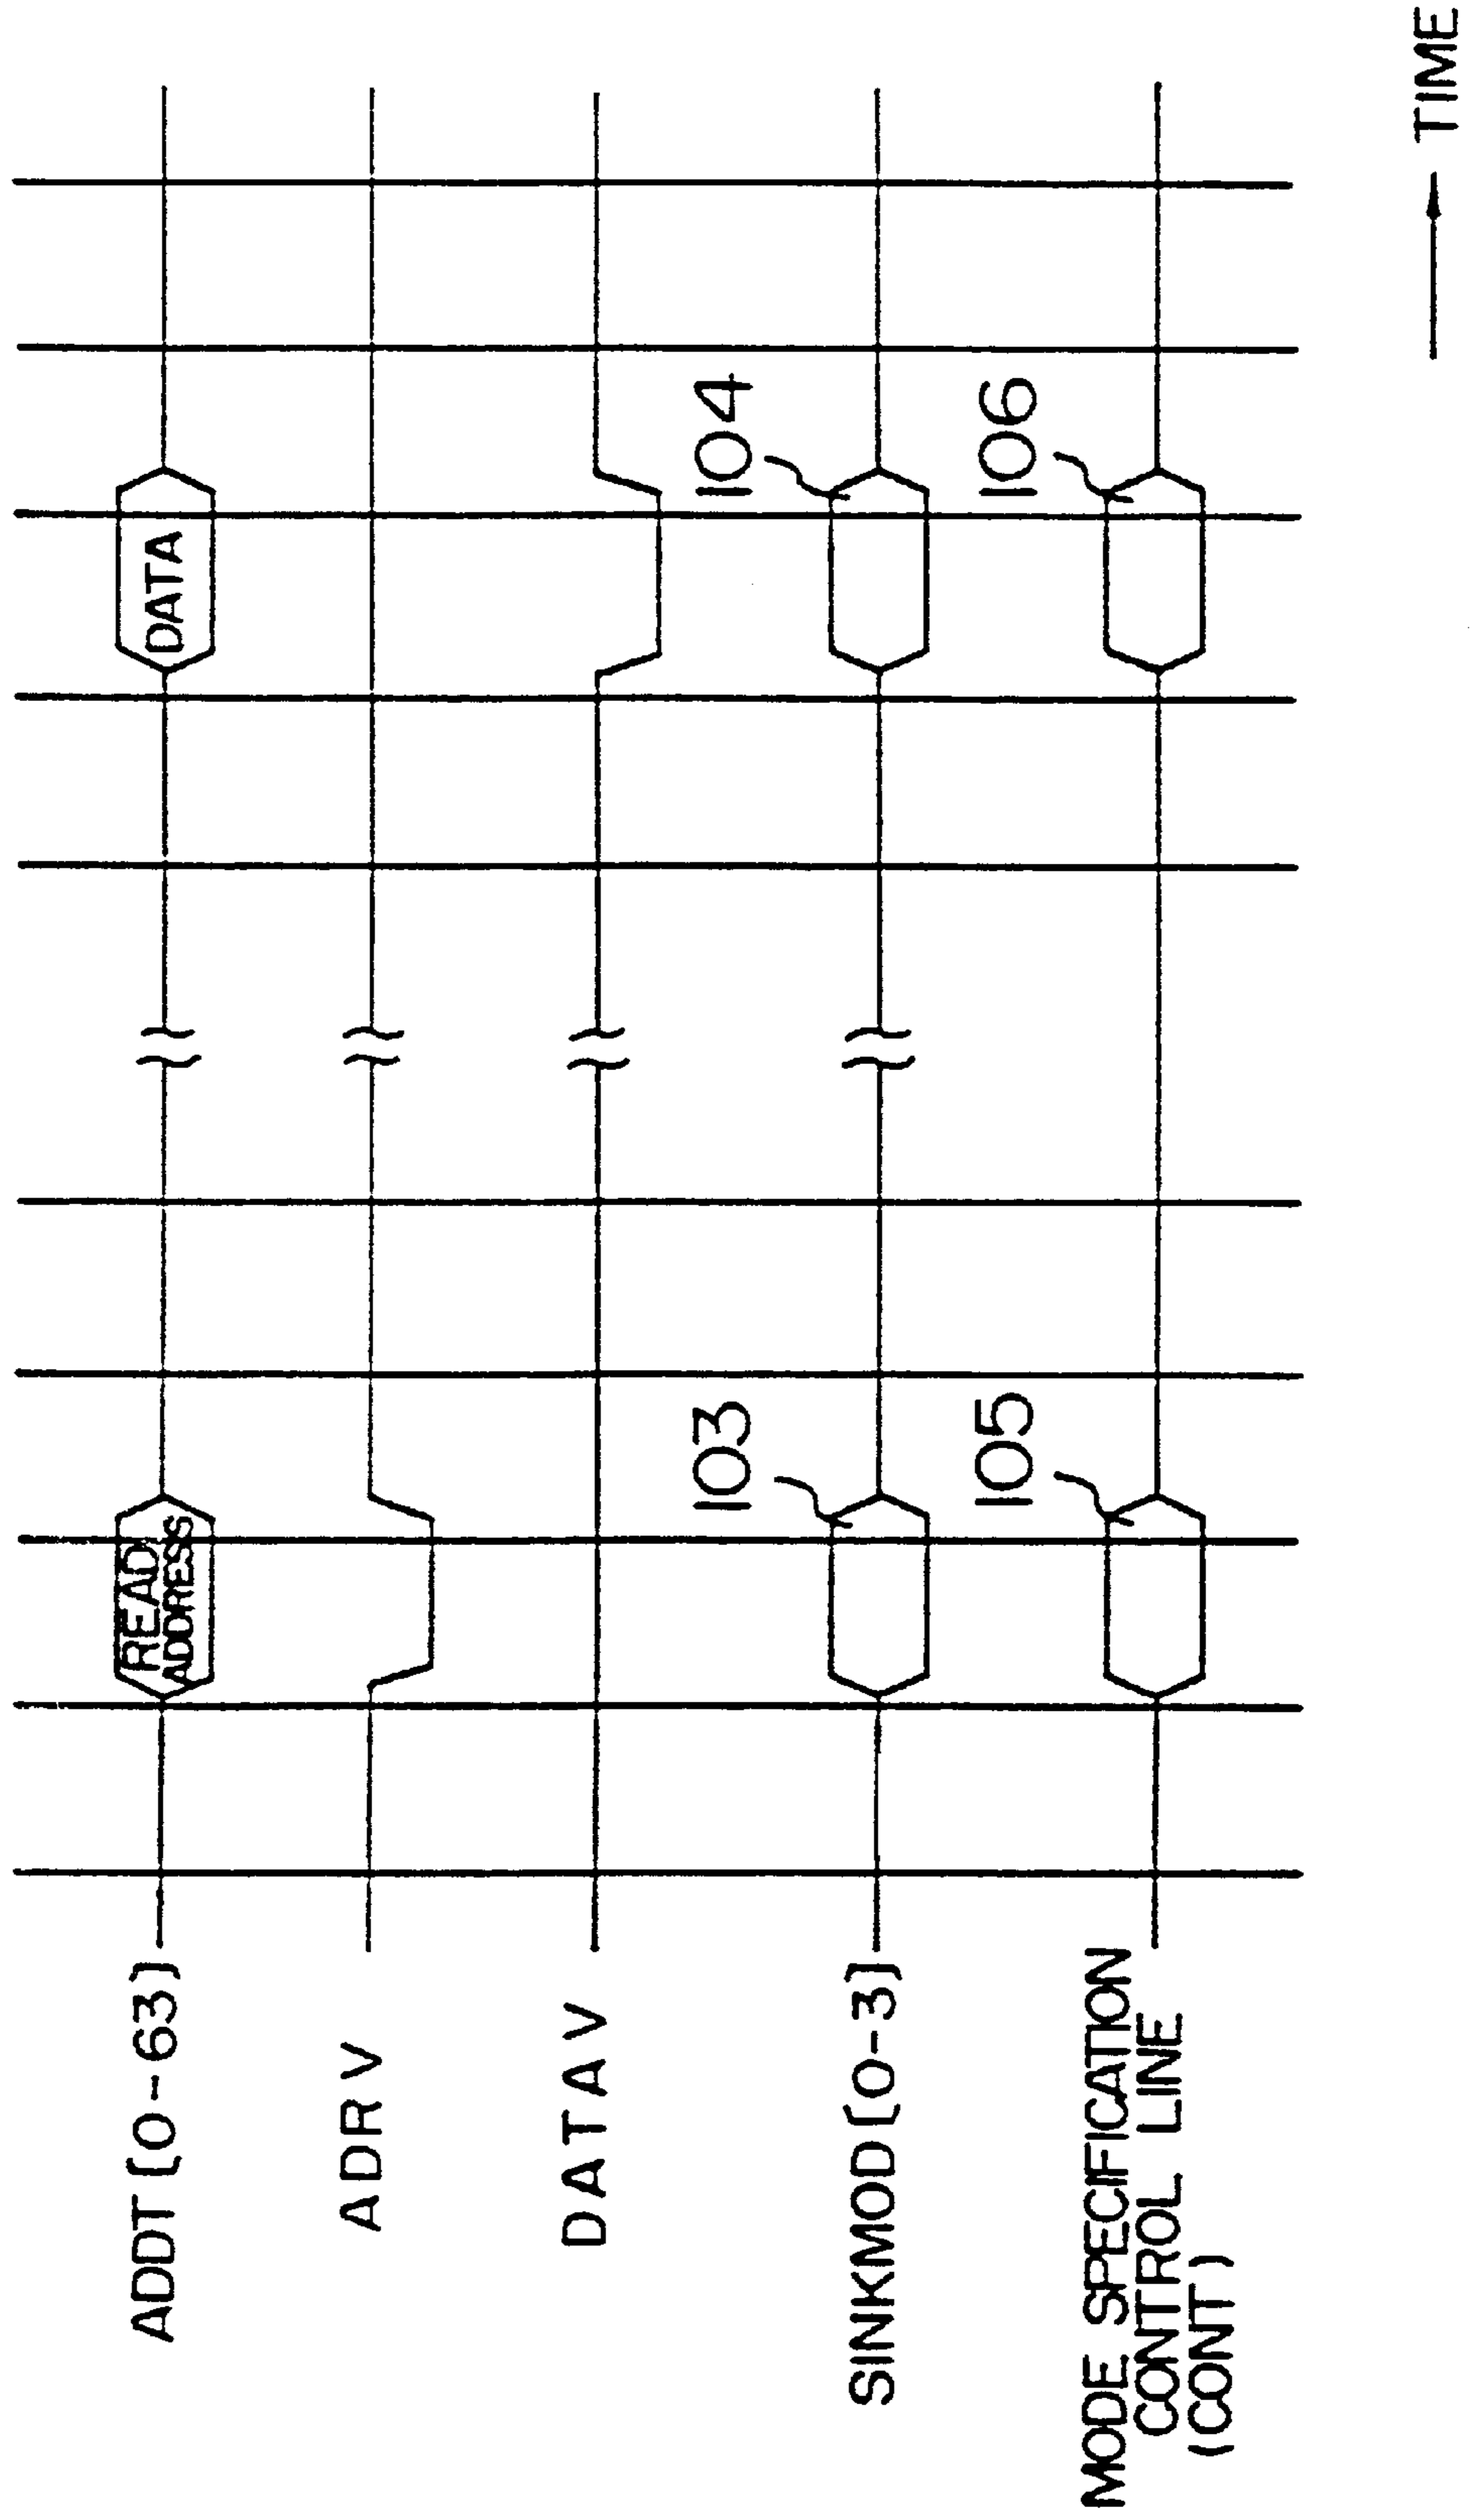 ADDT [0-63]
READ
ADDRESS
DATA
ADRV
DATAV
SINKMOD [0-3]
103
104
MODE SPECIFICATION
CONTROL LINE
(CONT)
105
106
TIME